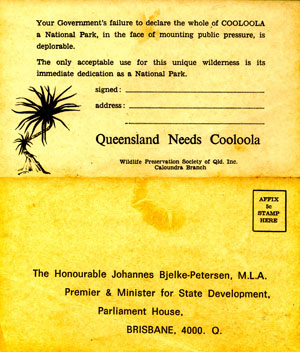 Your Government's failure to declare the whole of COOLOOLA
a National Park, in the face of mounting public pressure, is
deplorable.
The only acceptable use for this unique wilderness is its
immediate dedication as a National Park.
signed :
address :
Queensland Needs Cooloola
Wildlife Preservation Society of Qld. Inc.
Caloundra Branch
AFFIX
5c
STAMP
HERE
The Honourable Johannes Bjelke-Petersen, M.L.A.
Premier & Minister for State Development,
Parliament House,
BRISBANE, 4000. Q.